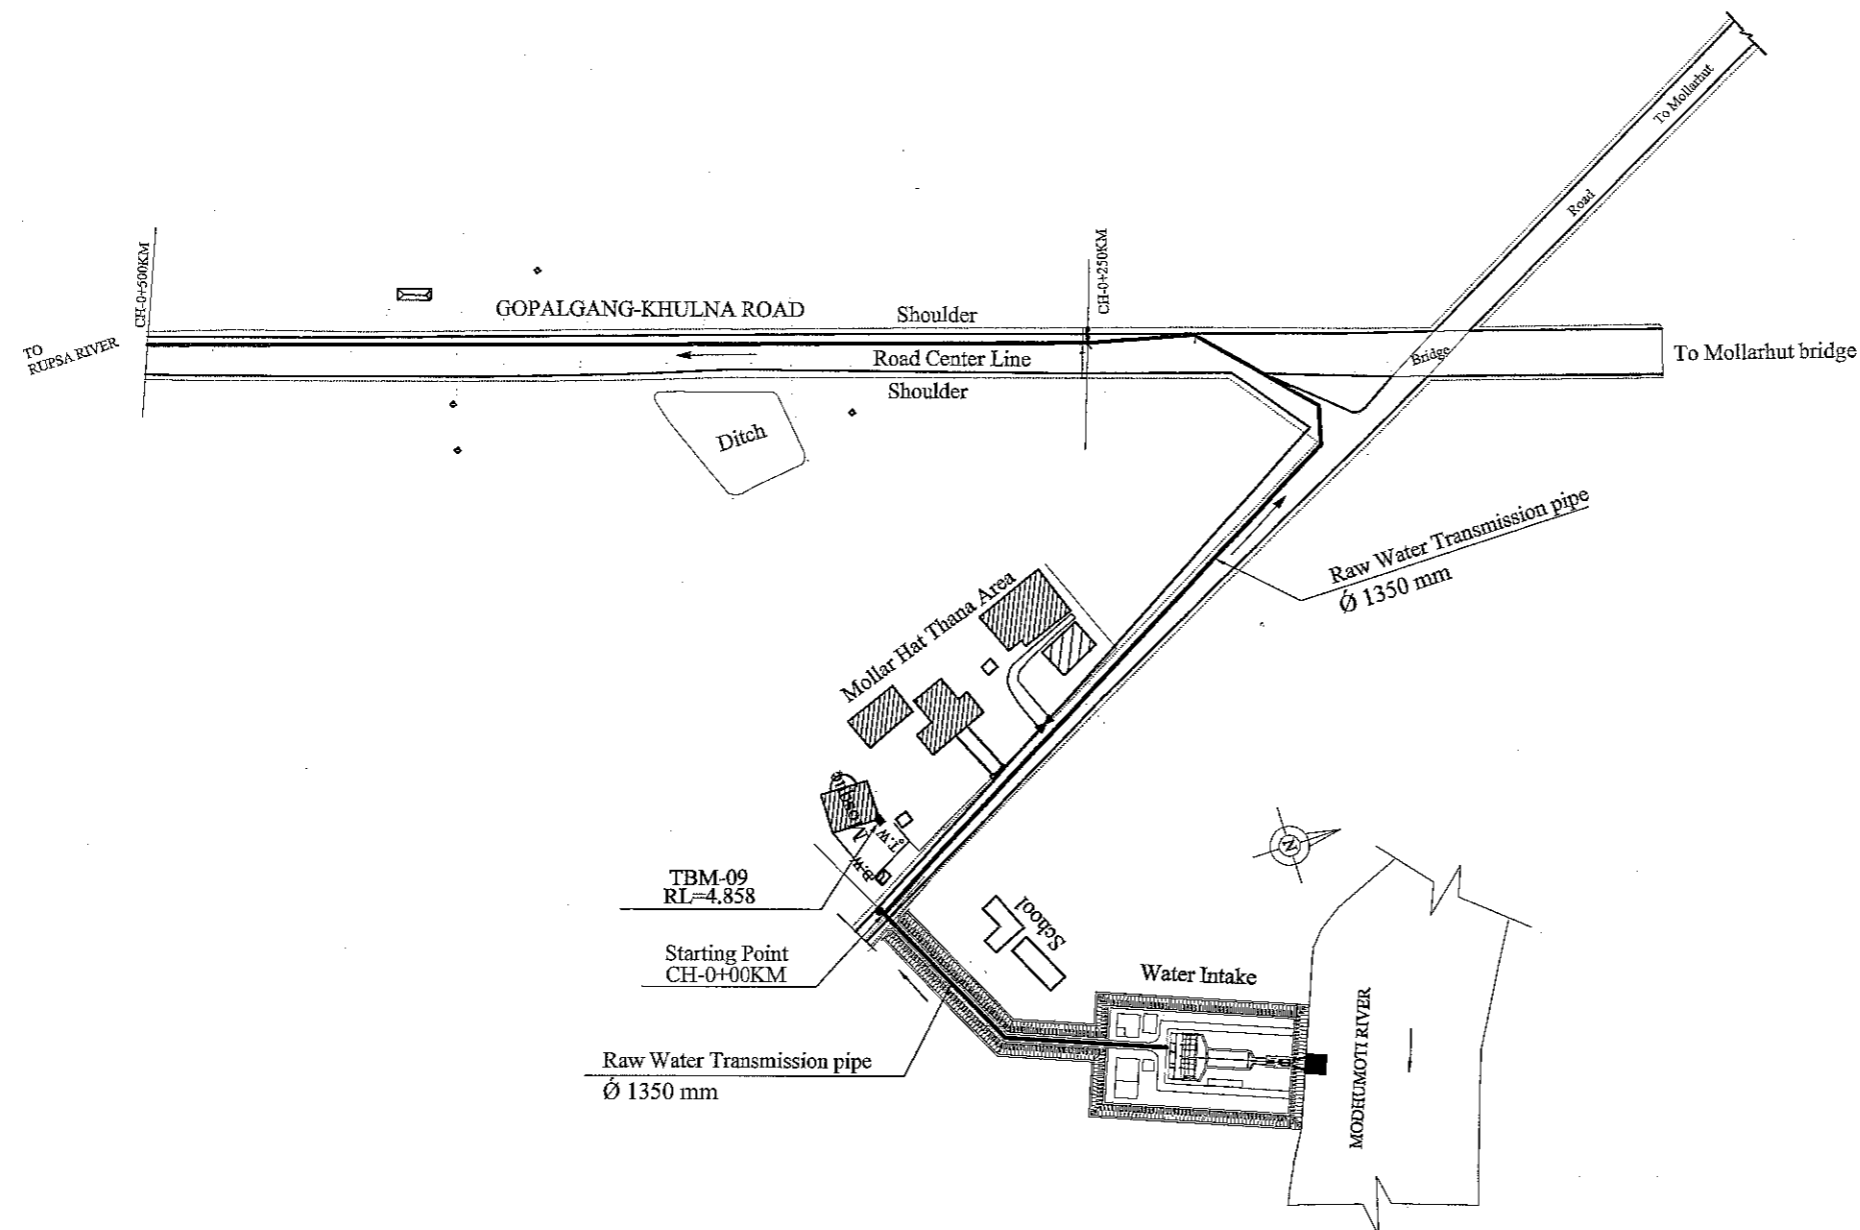 To Mollarhut
Road
CH-0+500KM
CH-0+250KM
GOPALGANG-KHULNA ROAD
Shoulder
TO
RUPSA RIVER
Road Center Line
Bridge
To Mollarhut bridge
Shoulder
Ditch
Raw Water Transmission pipe
Ǿ 1350 mm
Mollar Hat Thana Area
T.W
B.W
TBM-09
RL=4.858
School
N
Starting Point
CH-0+00KM
Water Intake
MODHUMOTI RIVER
Raw Water Transmission pipe
Ǿ 1350 mm